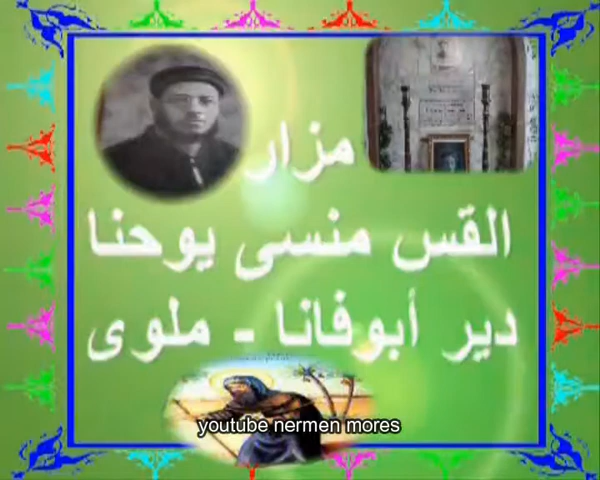 مزار
القس منسى يوحنا
دير أبوفانا - ملوى
youtube nermen mores